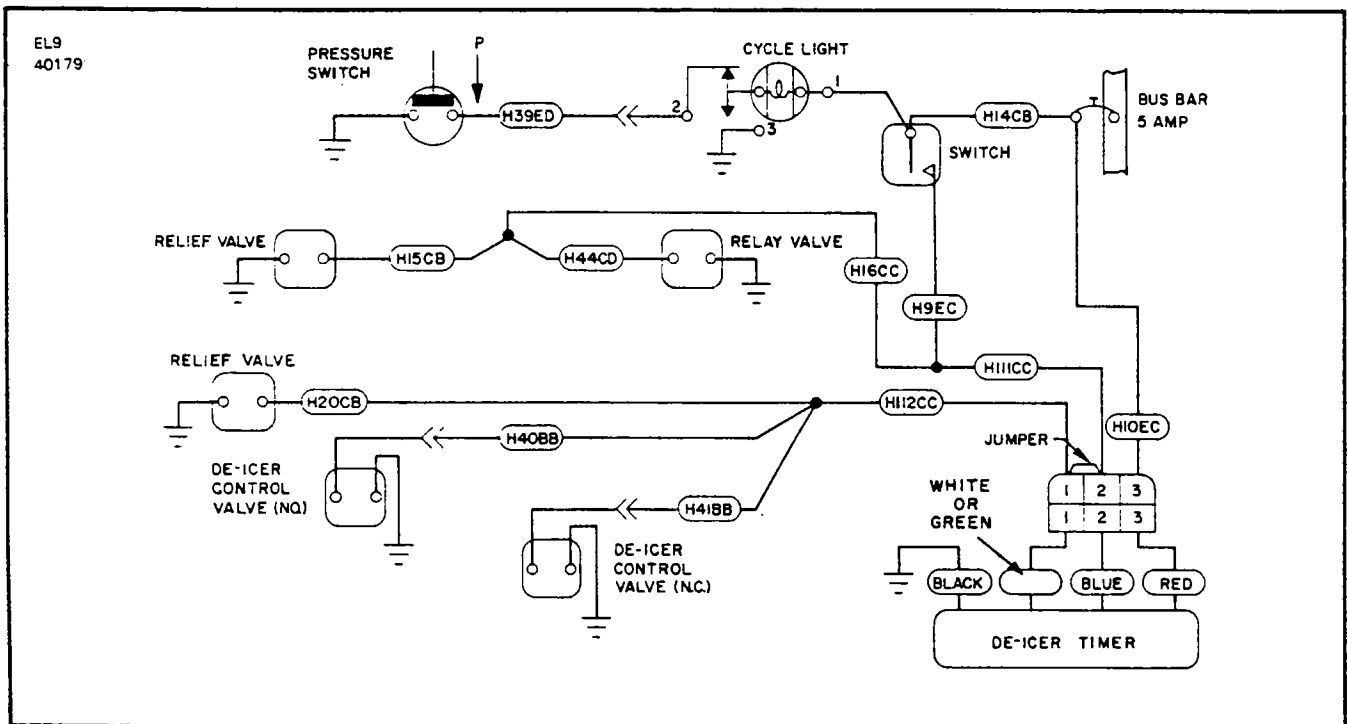 EL9
40179
PRESSURE
SWITCH
P
CYCLE LIGHT
H39ED
2
1
3
H14CB
BUS BAR
5 AMP
SWITCH
RELIEF VALVE
H15CB
H44CD
RELAY VALVE
H16CC
H9EC
RELIEF VALVE
H20CB
H111CC
H112CC
H10EC
H40BB
JUMPER
DE-ICER
CONTROL
VALVE (N.O.)
WHITE
OR
GREEN
1 2 3
1 2 3
H41BB
DE-ICER
CONTROL
VALVE (N.C.)
BLACK
BLUE
RED
DE-ICER TIMER